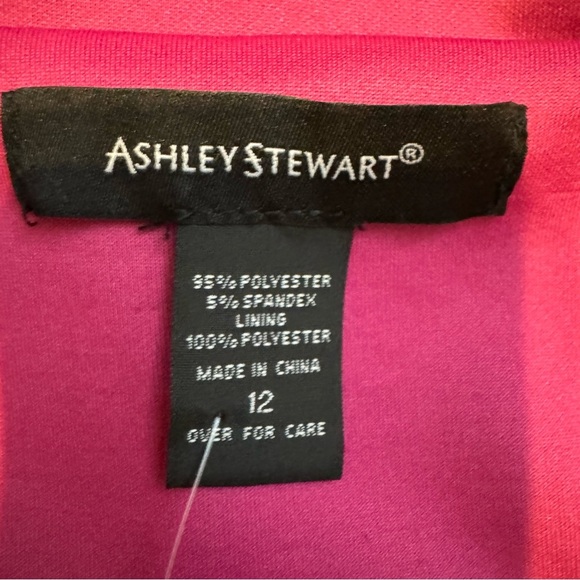 ASHLEY STEWART®
95% POLYESTER
5% SPANDEX
LINING
100% POLYESTER
MADE IN CHINA
12
OVER FOR CARE